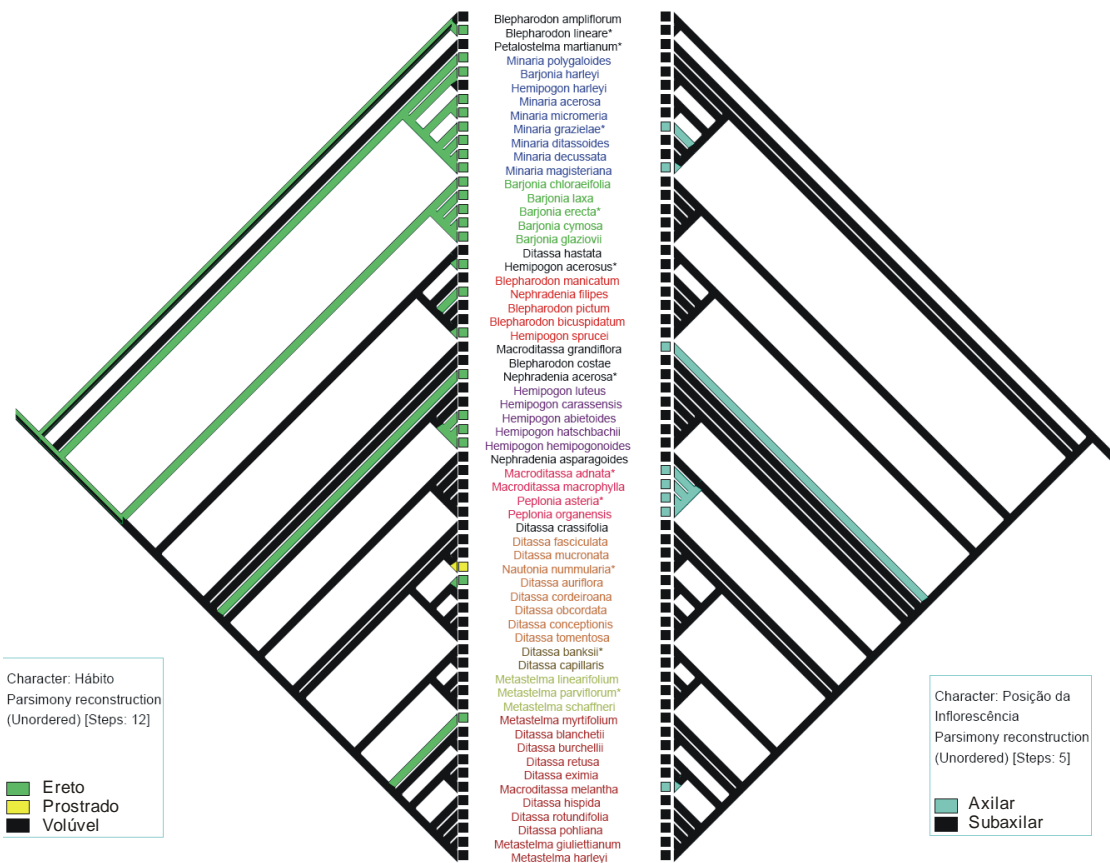 Blepharodon ampliflorum
Blepharodon lineare*
Petalostelma martianum*
Minaria polygaloides
Barjonia harleyi
Hemipogon harleyi
Minaria acerosa
Minaria micromeria
Minaria grazielae*
Minaria ditassoides
Minaria decussata
Minaria magisteriana
Barjonia chloraeifolia
Barjonia laxa
Barjonia erecta*
Barjonia cymosa
Barjonia glaziovii
Ditassa hastata
Hemipogon acerosus*
Blepharodon manicatum
Nephradenia filipes
Blepharodon pictum
Blepharodon bicuspidatum
Hemipogon sprucei
Macroditassa grandiflora
Blepharodon costae
Nephradenia acerosa*
Hemipogon luteus
Hemipogon carassensis
Hemipogon abietoides
Hemipogon hatschbachii
Hemipogon hemipogonoides
Nephradenia asparagoides
Macroditassa adnata*
Macroditassa macrophylla
Peplonia asteria*
Peplonia organensis
Ditassa crassifolia
Ditassa fasciculata
Ditassa mucronata
Nautonia nummularia*
Ditassa auriflora
Ditassa cordeiroana
Ditassa obcordata
Ditassa conceptionis
Ditassa tomentosa
Ditassa banksii*
Ditassa capillaris
Metastelma linearifolium
Metastelma parviflorum*
Metastelma schaffneri
Metastelma myrtifolium
Ditassa blanchetii
Ditassa burchellii
Ditassa retusa
Ditassa eximia
Macroditassa melantha
Ditassa hispida
Ditassa rotundifolia
Ditassa pohliana
Metastelma giuliettianum
Metastelma harleyi
Character: Hábito
Parsimony reconstruction
(Unordered) [Steps: 12]
Ereto
Prostrado
Volúvel
Character: Posição da
Inflorescência
Parsimony reconstruction
(Unordered) [Steps: 5]
Axilar
Subaxilar